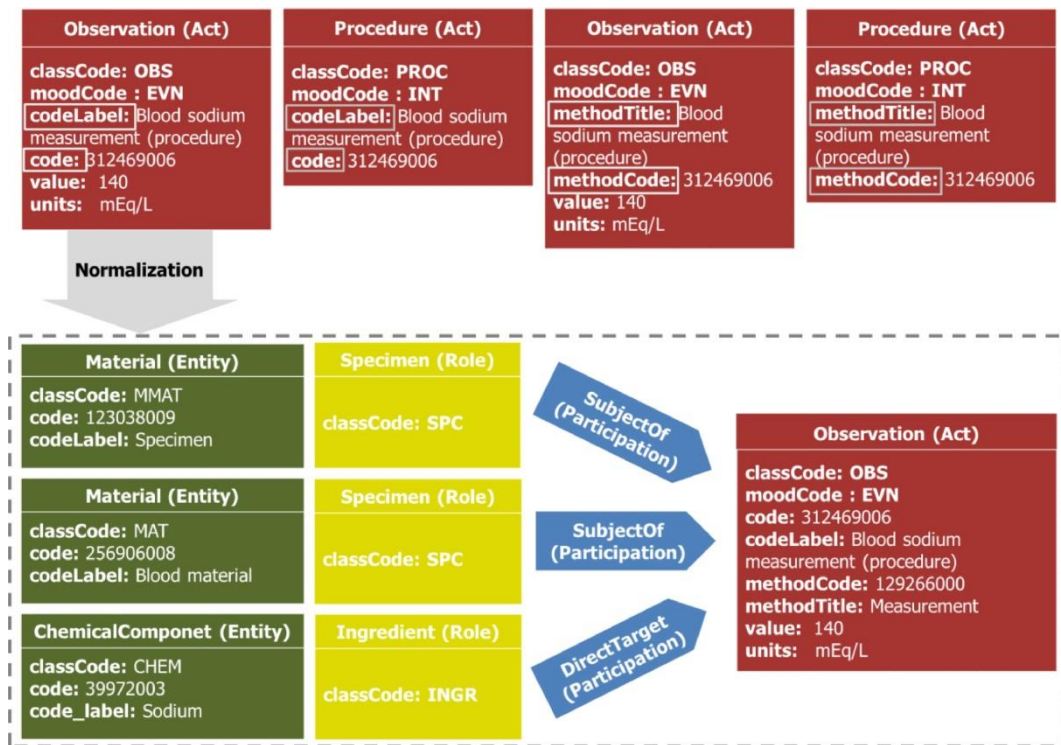 Observation (Act)
classCode: OBS
moodCode : EVN
codeLabel: Blood sodium
measurement (procedure)
code: 312469006
value: 140
units: mEq/L
Procedure (Act)
classCode: PROC
moodCode : INT
codeLabel: Blood sodium
measurement (procedure)
code: 312469006
Observation (Act)
classCode: OBS
moodCode : EVN
methodTitle: Blood
sodium measurement
(procedure)
methodCode: 312469006
value: 140
units: mEq/L
Procedure (Act)
classCode: PROC
moodCode : INT
methodTitle: Blood
sodium measurement
(procedure)
methodCode: 312469006
Normalization
Material (Entity)
classCode: MMAT
code: 123038009
codeLabel: Specimen
Specimen (Role)
classCode: SPC
SubjectOf
(Participation)
Material (Entity)
classCode: MAT
code: 256906008
codeLabel: Blood material
Specimen (Role)
classCode: SPC
SubjectOf
(Participation)
ChemicalComponet (Entity)
classCode: CHEM
code: 39972003
code_label: Sodium
Ingredient (Role)
classCode: INGR
DirectTarget
(Participation)
Observation (Act)
classCode: OBS
moodCode : EVN
code: 312469006
codeLabel: Blood sodium
measurement (procedure)
methodCode: 129266000
methodTitle: Measurement
value: 140
units: mEq/L